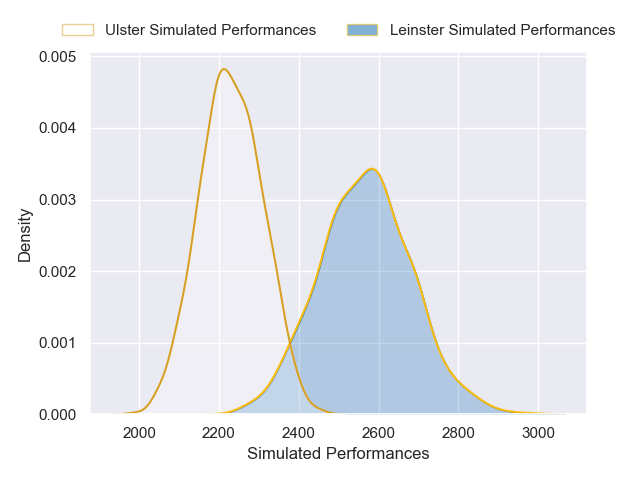 Ulster Simulated Performances Leinster Simulated Performances
0.005
0.004
0.003
0.002
0.001
0.000
Density
2000 2200 2400 2600 2800 3000
Simulated Performances